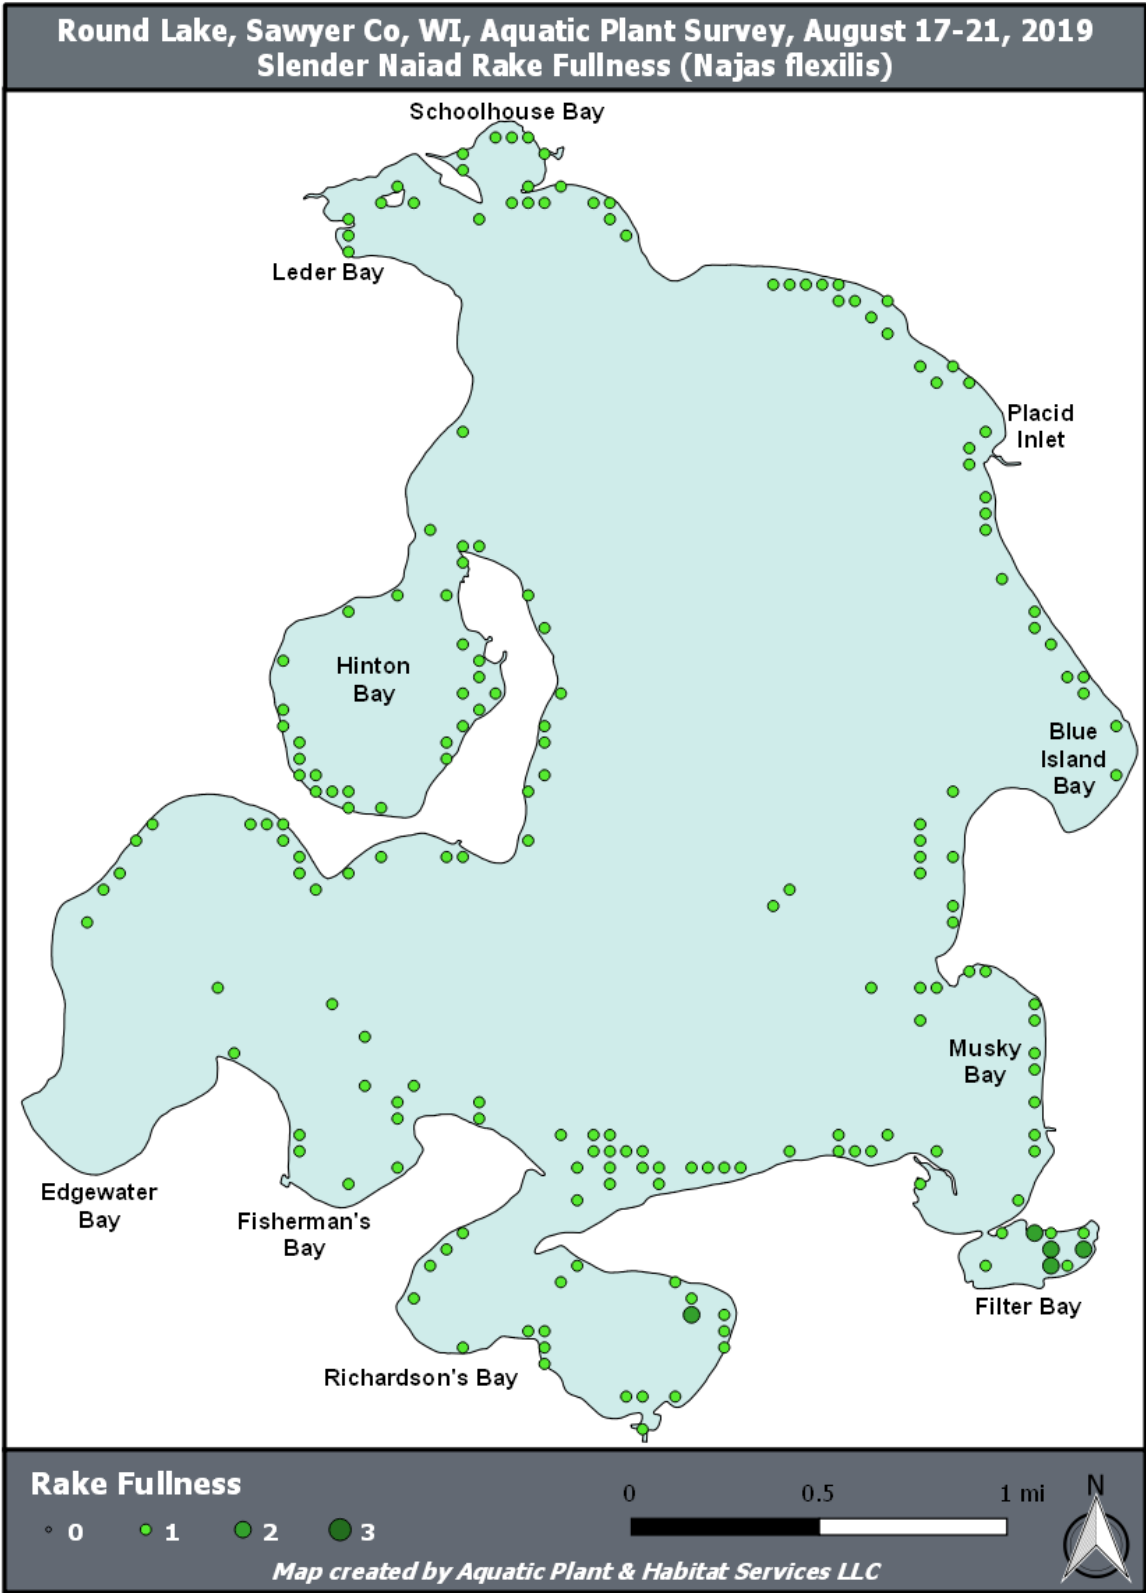 Round Lake, Sawyer Co, WI, Aquatic Plant Survey, August 17-21, 2019
Slender Naiad Rake Fullness (Najas flexilis)
Schoolhouse Bay
Leder Bay
Placid
Inlet
Hinton
Bay
Blue
Island
Bay
Musky
Bay
Edgewater
Bay
Fisherman's
Bay
Filter Bay
Richardson's Bay
Rake Fullness
0 1 2 3
0 0.5 1 mi
N
Map created by Aquatic Plant & Habitat Services LLC